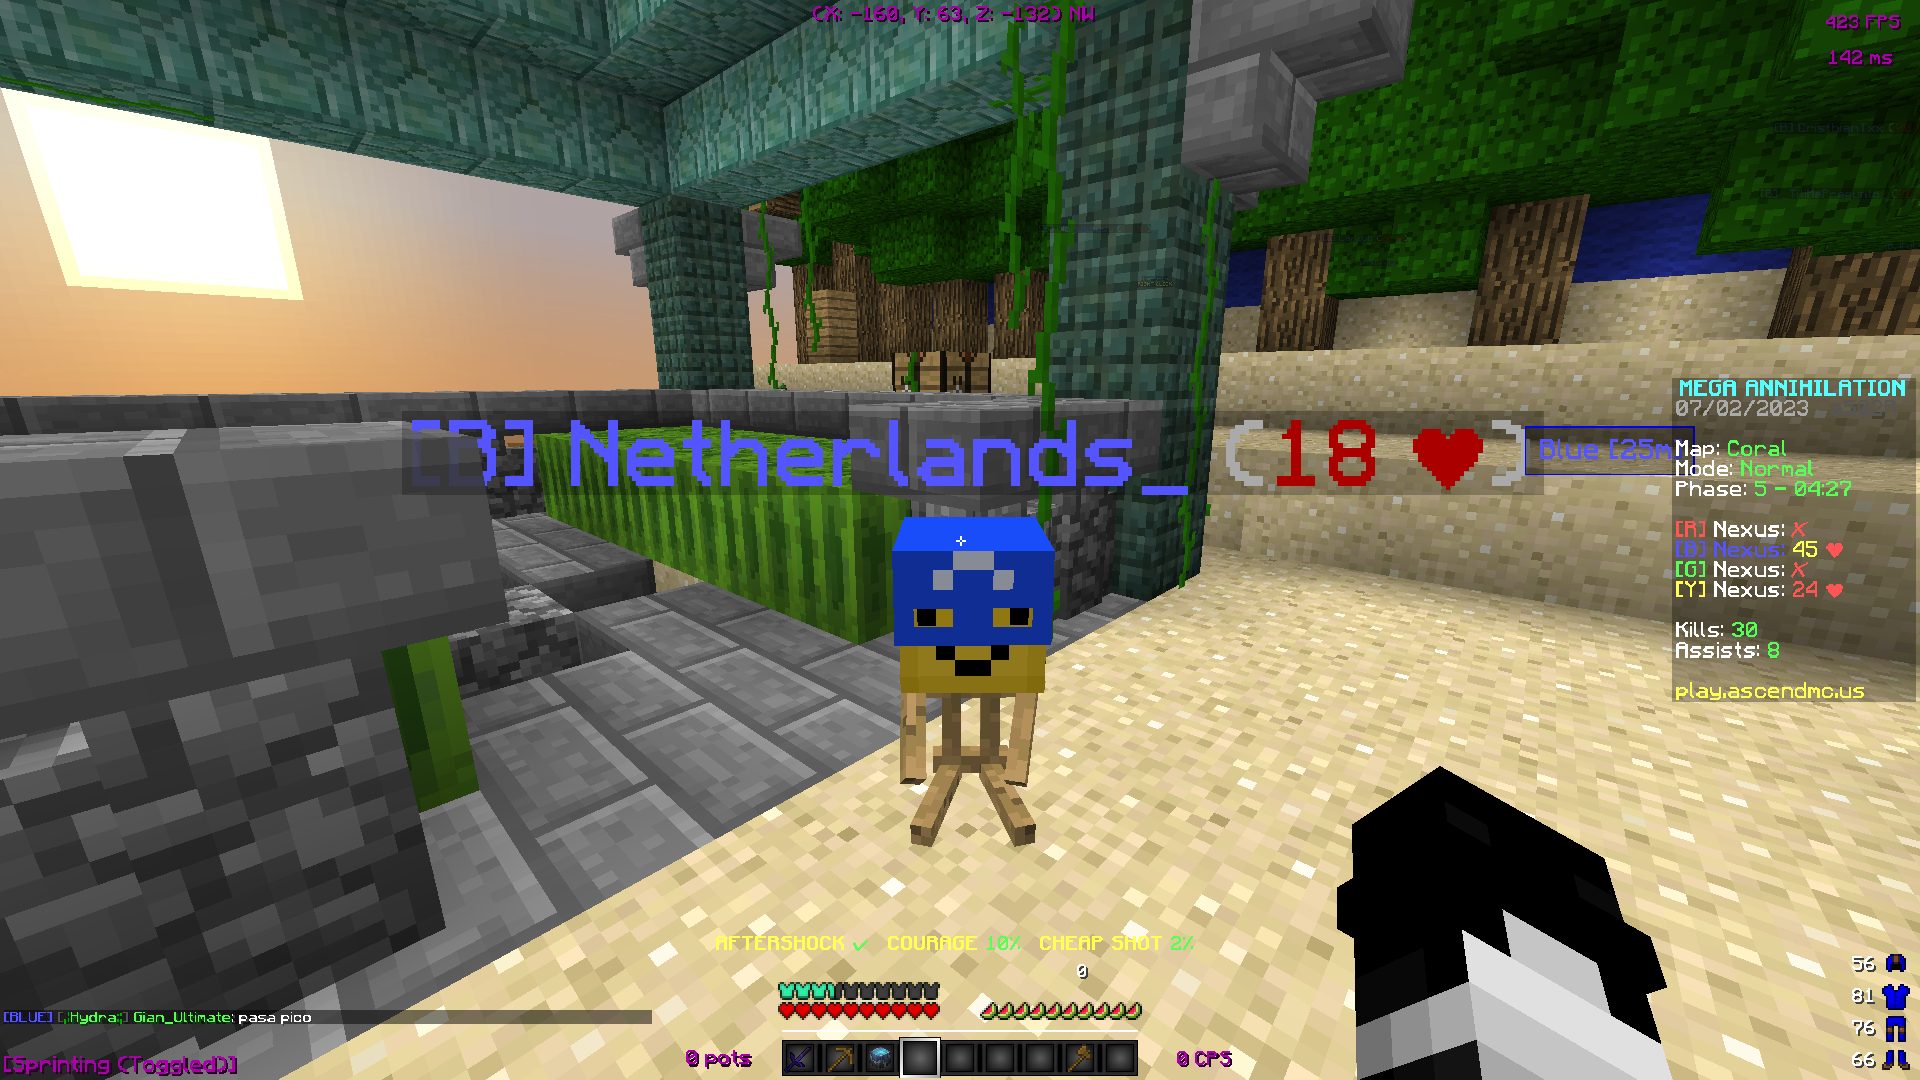 (X: -160, Y: 63, Z: -132) NW
423 FPS
142 ms
[B] Netherlands_ (18 ❤)
Blue [25m
MEGA ANNIHILATION
07/02/2023
Map: Coral
Mode: Normal
Phase: 5 - 04:27
[R] Nexus: ✗
[B] Nexus: 45 ❤
[G] Nexus: ✗
[Y] Nexus: 24 ❤
Kills: 30
Assists: 8
play.ascendmc.us
AFTERSHOCK ✓ COURAGE 10% CHEAP SHOT 2%
0
[BLUE] [¦Hydra¦] Gian_Ultimate: pasa pico
[Sprinting (Toggled)]
0 pots
0 CPS
56
81
76
66